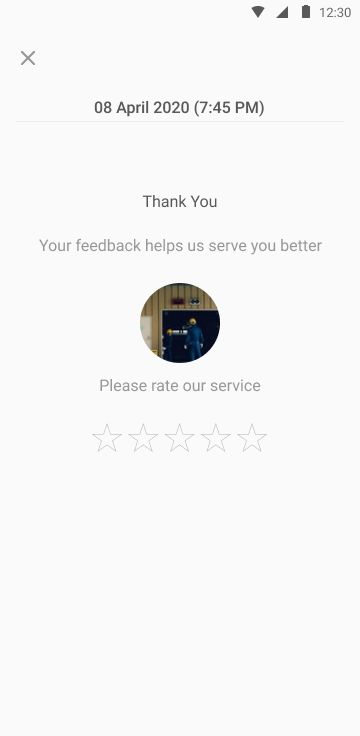 12:30
08 April 2020 (7:45 PM)
Thank You
Your feedback helps us serve you better
Please rate our service